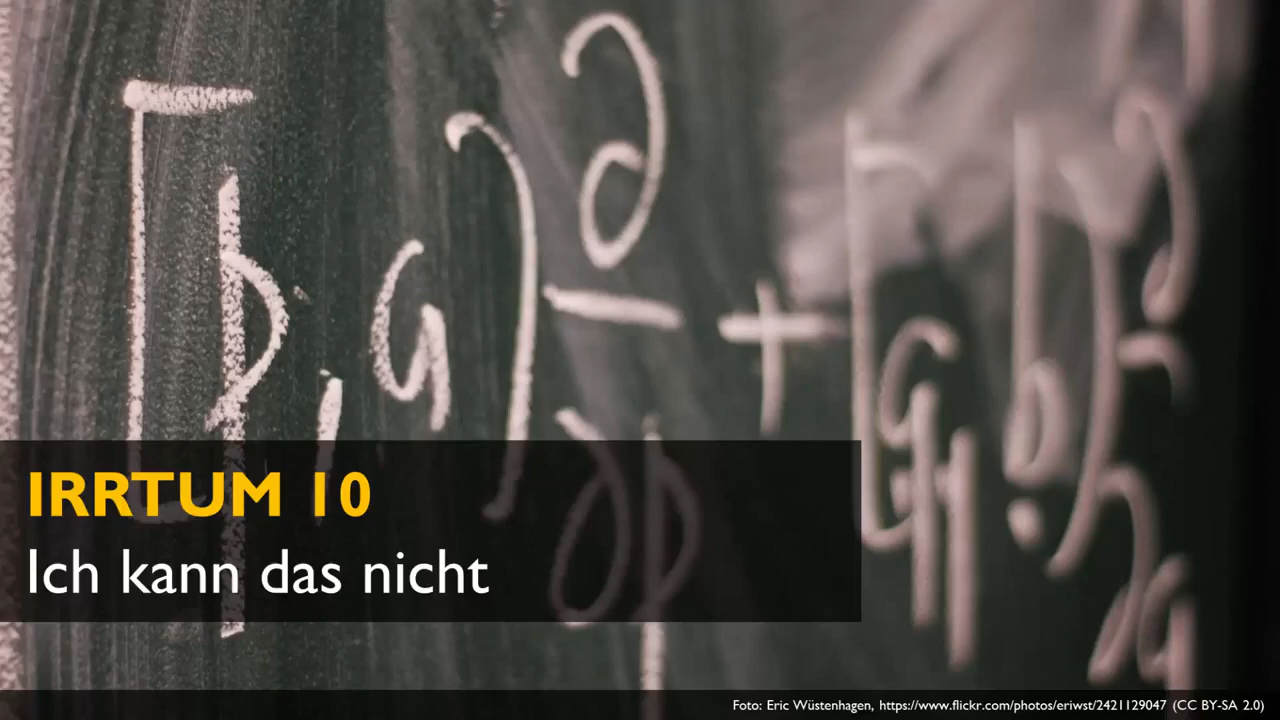 [p, q) ∂/∂p + [q, p) ∂/∂q
IRRTUM 10
Ich kann das nicht
Foto: Eric Wüstenhagen, https://www.flickr.com/photos/eriwst/2421129047 (CC BY-SA 2.0)